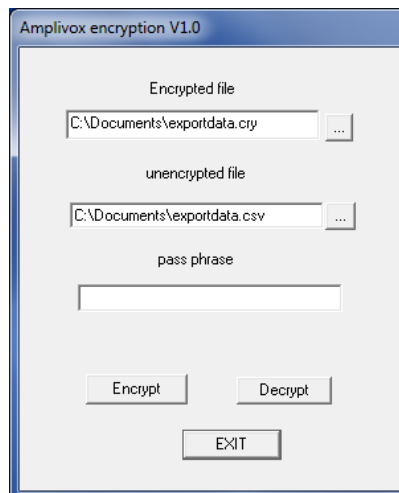 Amplivox encryption V1.0
Encrypted file
C:\Documents\exportdata.cry
...
unencrypted file
C:\Documents\exportdata.csv
...
pass phrase
Encrypt
Decrypt
EXIT